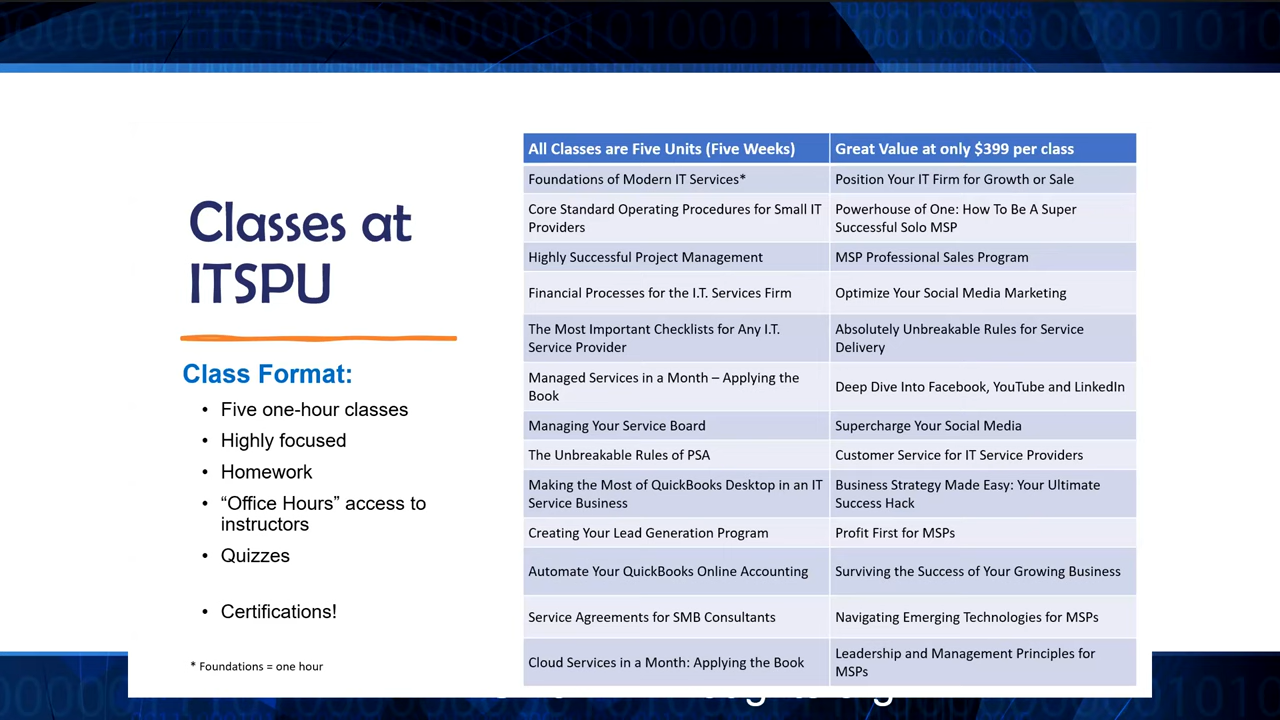 Classes at
ITSPU
Class Format:
• Five one-hour classes
• Highly focused
• Homework
• “Office Hours” access to
instructors
• Quizzes
• Certifications!
* Foundations = one hour
All Classes are Five Units (Five Weeks)
Great Value at only $399 per class
Foundations of Modern IT Services*
Position Your IT Firm for Growth or Sale
Core Standard Operating Procedures for Small IT
Providers
Powerhouse of One: How To Be A Super
Successful Solo MSP
Highly Successful Project Management
MSP Professional Sales Program
Financial Processes for the I.T. Services Firm
Optimize Your Social Media Marketing
The Most Important Checklists for Any I.T.
Service Provider
Absolutely Unbreakable Rules for Service
Delivery
Managed Services in a Month – Applying the
Book
Deep Dive Into Facebook, YouTube and LinkedIn
Managing Your Service Board
Supercharge Your Social Media
The Unbreakable Rules of PSA
Customer Service for IT Service Providers
Making the Most of QuickBooks Desktop in an IT
Service Business
Business Strategy Made Easy: Your Ultimate
Success Hack
Creating Your Lead Generation Program
Profit First for MSPs
Automate Your QuickBooks Online Accounting
Surviving the Success of Your Growing Business
Service Agreements for SMB Consultants
Navigating Emerging Technologies for MSPs
Cloud Services in a Month: Applying the Book
Leadership and Management Principles for
MSPs